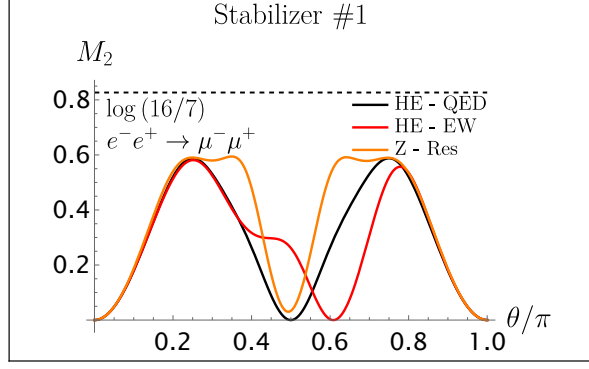 Stabilizer #1
M₂
0.8
log (16/7)
HE - QED
e⁻e⁺ → μ⁻μ⁺
HE - EW
Z - Res
0.6
0.4
0.2
θ/π
0.2 0.4 0.6 0.8 1.0